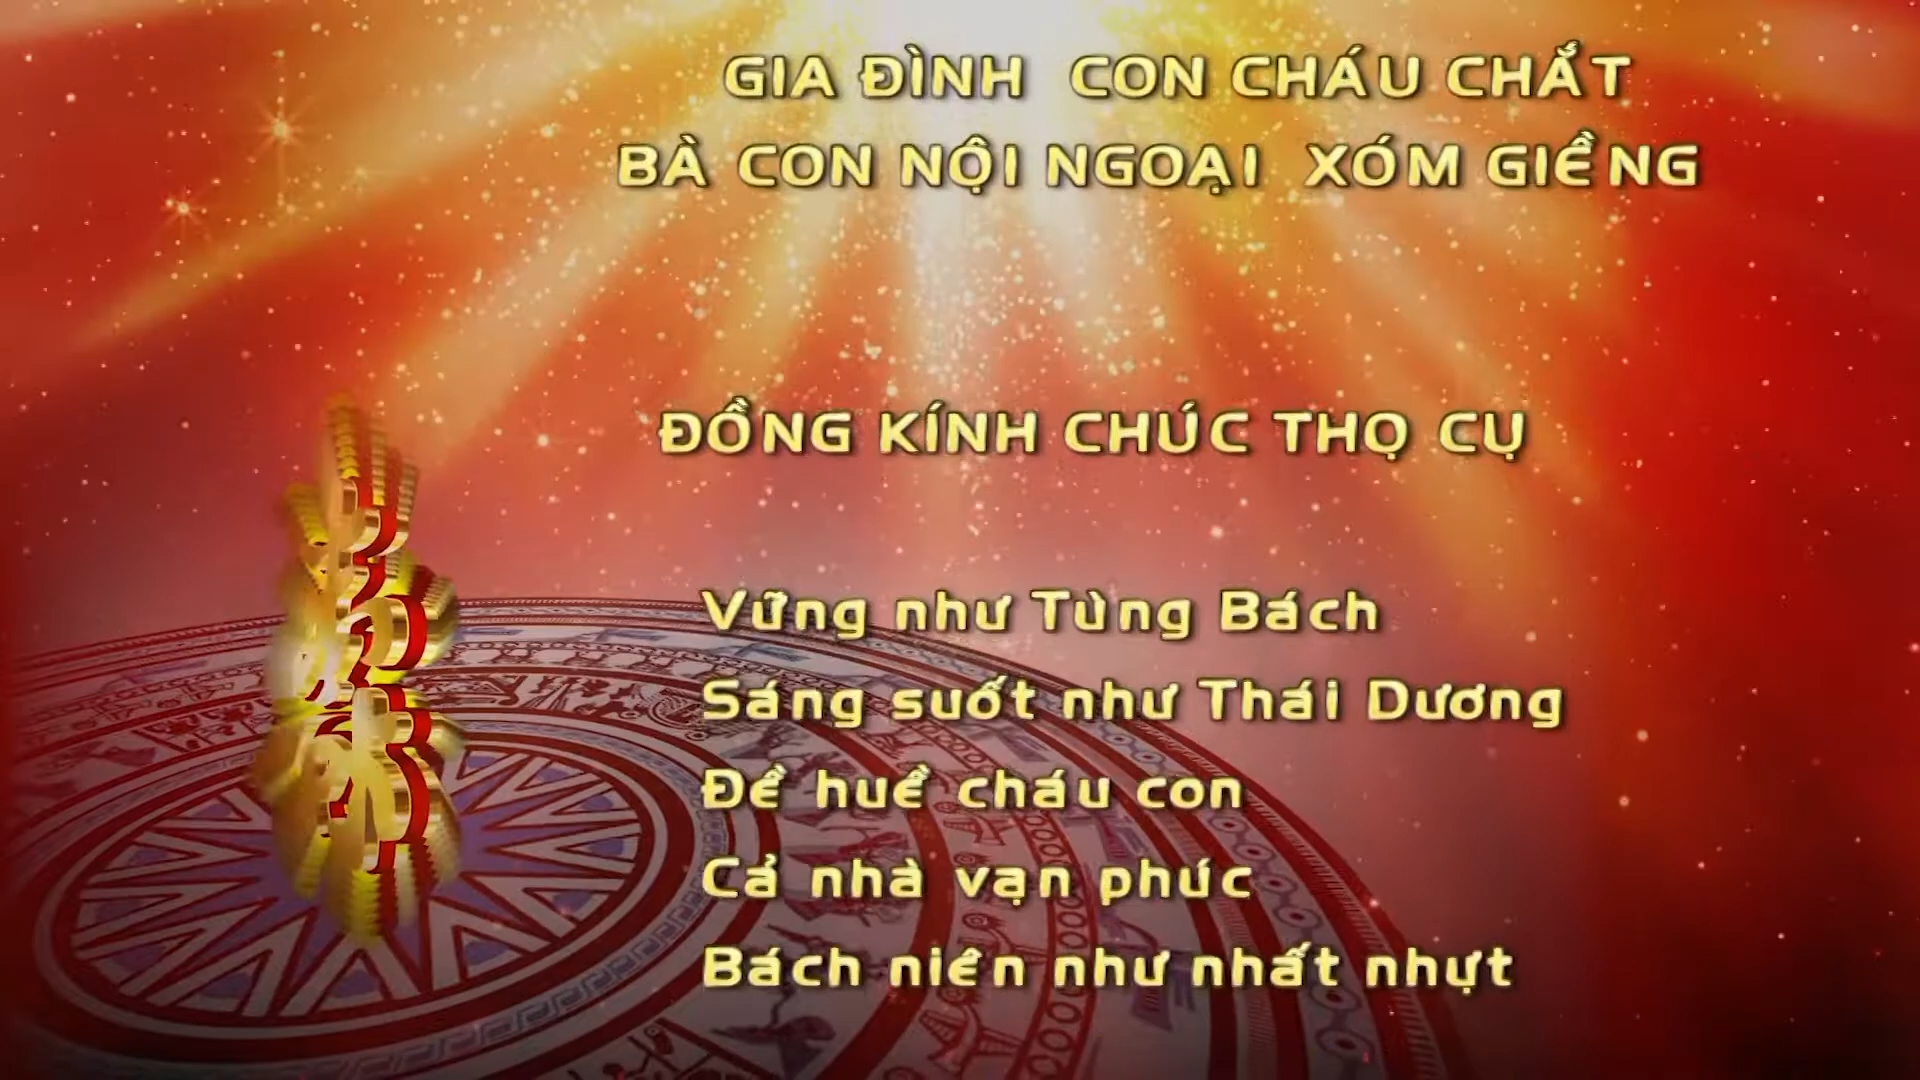 GIA ĐÌNH CON CHÁU CHẮT
BÀ CON NỘI NGOẠI XÓM GIỀNG
ĐỒNG KÍNH CHÚC THỌ CỤ
Vững như Tùng Bách
Sáng suốt như Thái Dương
Đề huề cháu con
Cả nhà vạn phúc
Bách niên như nhất nhựt